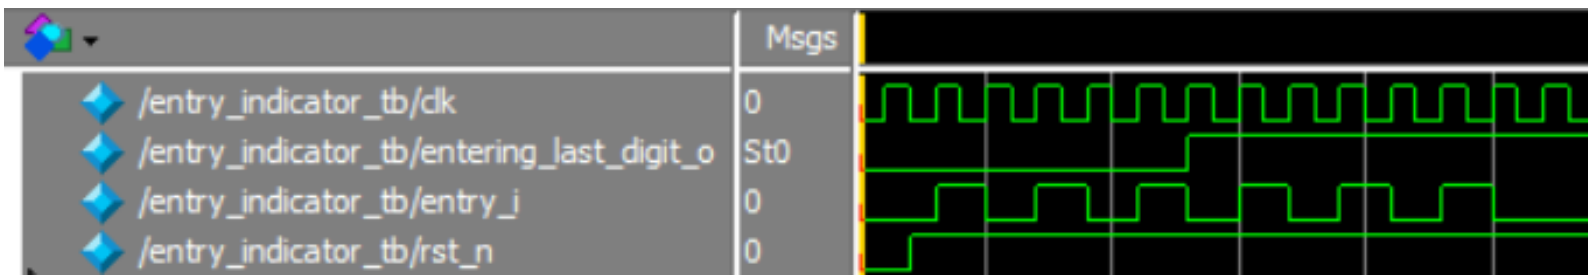 Msgs
/entry_indicator_tb/clk 0
/entry_indicator_tb/entering_last_digit_o St0
/entry_indicator_tb/entry_i 0
/entry_indicator_tb/rst_n 0